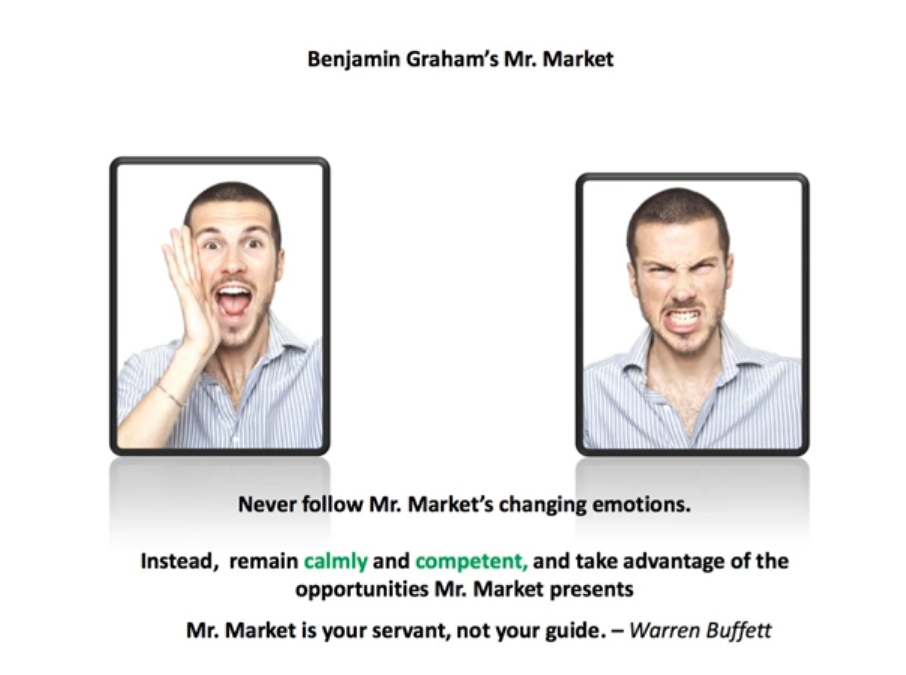 Benjamin Graham’s Mr. Market
Never follow Mr. Market’s changing emotions.
Instead, remain calmly and competent, and take advantage of the
opportunities Mr. Market presents
Mr. Market is your servant, not your guide. – Warren Buffett